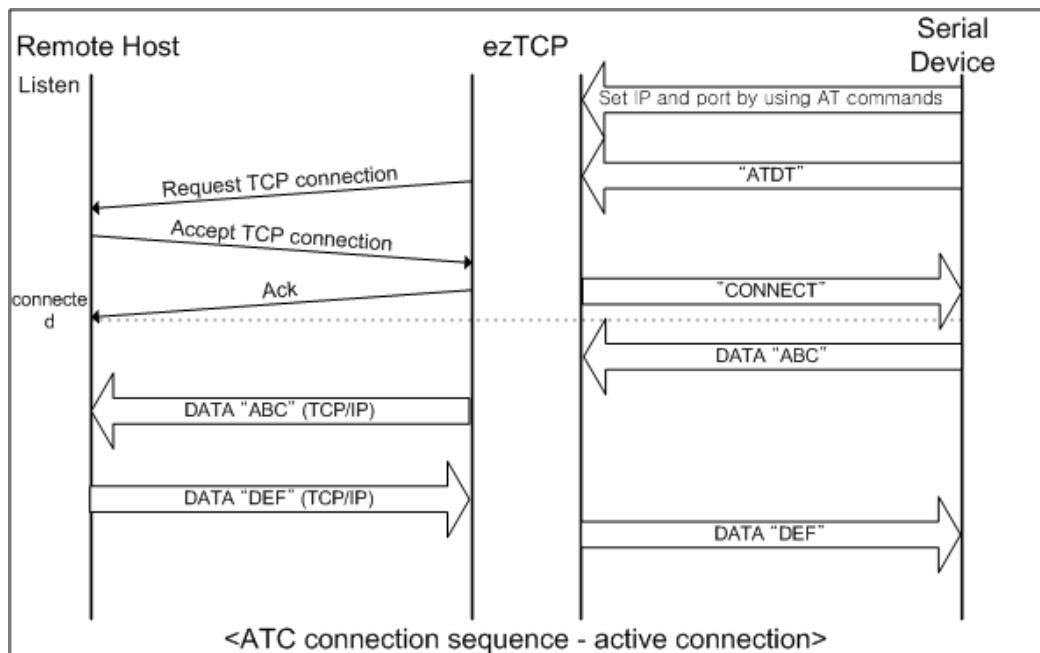 Remote Host
ezTCP
Serial
Device
Listen
Set IP and port by using AT commands
"ATDT"
Request TCP connection
Accept TCP connection
Ack
"CONNECT"
connecte
d
DATA "ABC"
DATA "ABC" (TCP/IP)
DATA "DEF" (TCP/IP)
DATA "DEF"
<ATC connection sequence - active connection>